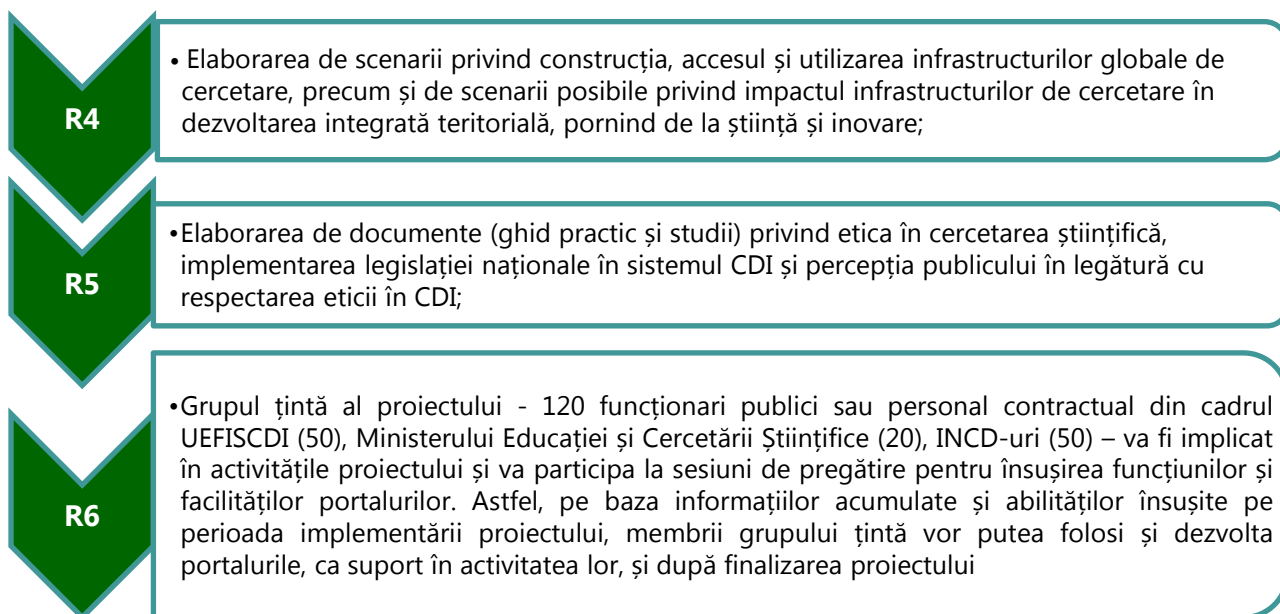 R4
• Elaborarea de scenarii privind construcția, accesul și utilizarea infrastructurilor globale de
cercetare, precum și de scenarii posibile privind impactul infrastructurilor de cercetare în
dezvoltarea integrată teritorială, pornind de la știință și inovare;
R5
•Elaborarea de documente (ghid practic și studii) privind etica în cercetarea științifică,
implementarea legislației naționale în sistemul CDI și percepția publicului în legătură cu
respectarea eticii în CDI;
R6
•Grupul țintă al proiectului - 120 funcționari publici sau personal contractual din cadrul
UEFISCDI (50), Ministerului Educației și Cercetării Științifice (20), INCD-uri (50) – va fi implicat
în activitățile proiectului și va participa la sesiuni de pregătire pentru însușirea funcțiunilor și
facilităților portalurilor. Astfel, pe baza informațiilor acumulate și abilităților însușite pe
perioada implementării proiectului, membrii grupului țintă vor putea folosi și dezvolta
portalurile, ca suport în activitatea lor, și după finalizarea proiectului